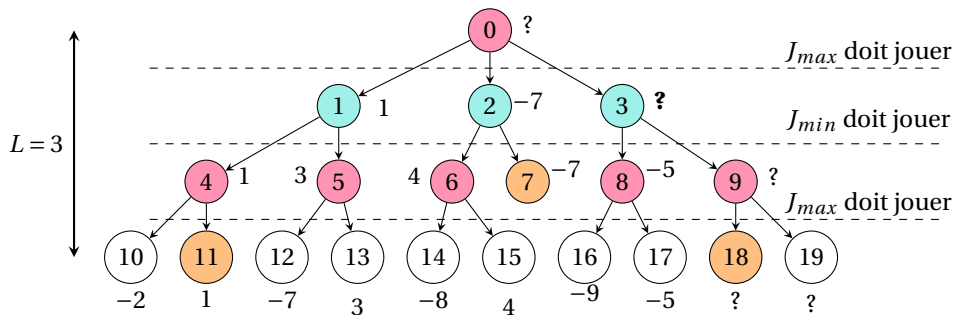 0 ?
J_max doit jouer
1 1 2 −7 3 ?
J_min doit jouer
L = 3
4 1 3 5 4 6 7 −7 8 −5 9 ?
J_max doit jouer
10 11 12 13 14 15 16 17 18 19
−2 1 −7 3 −8 4 −9 −5 ? ?